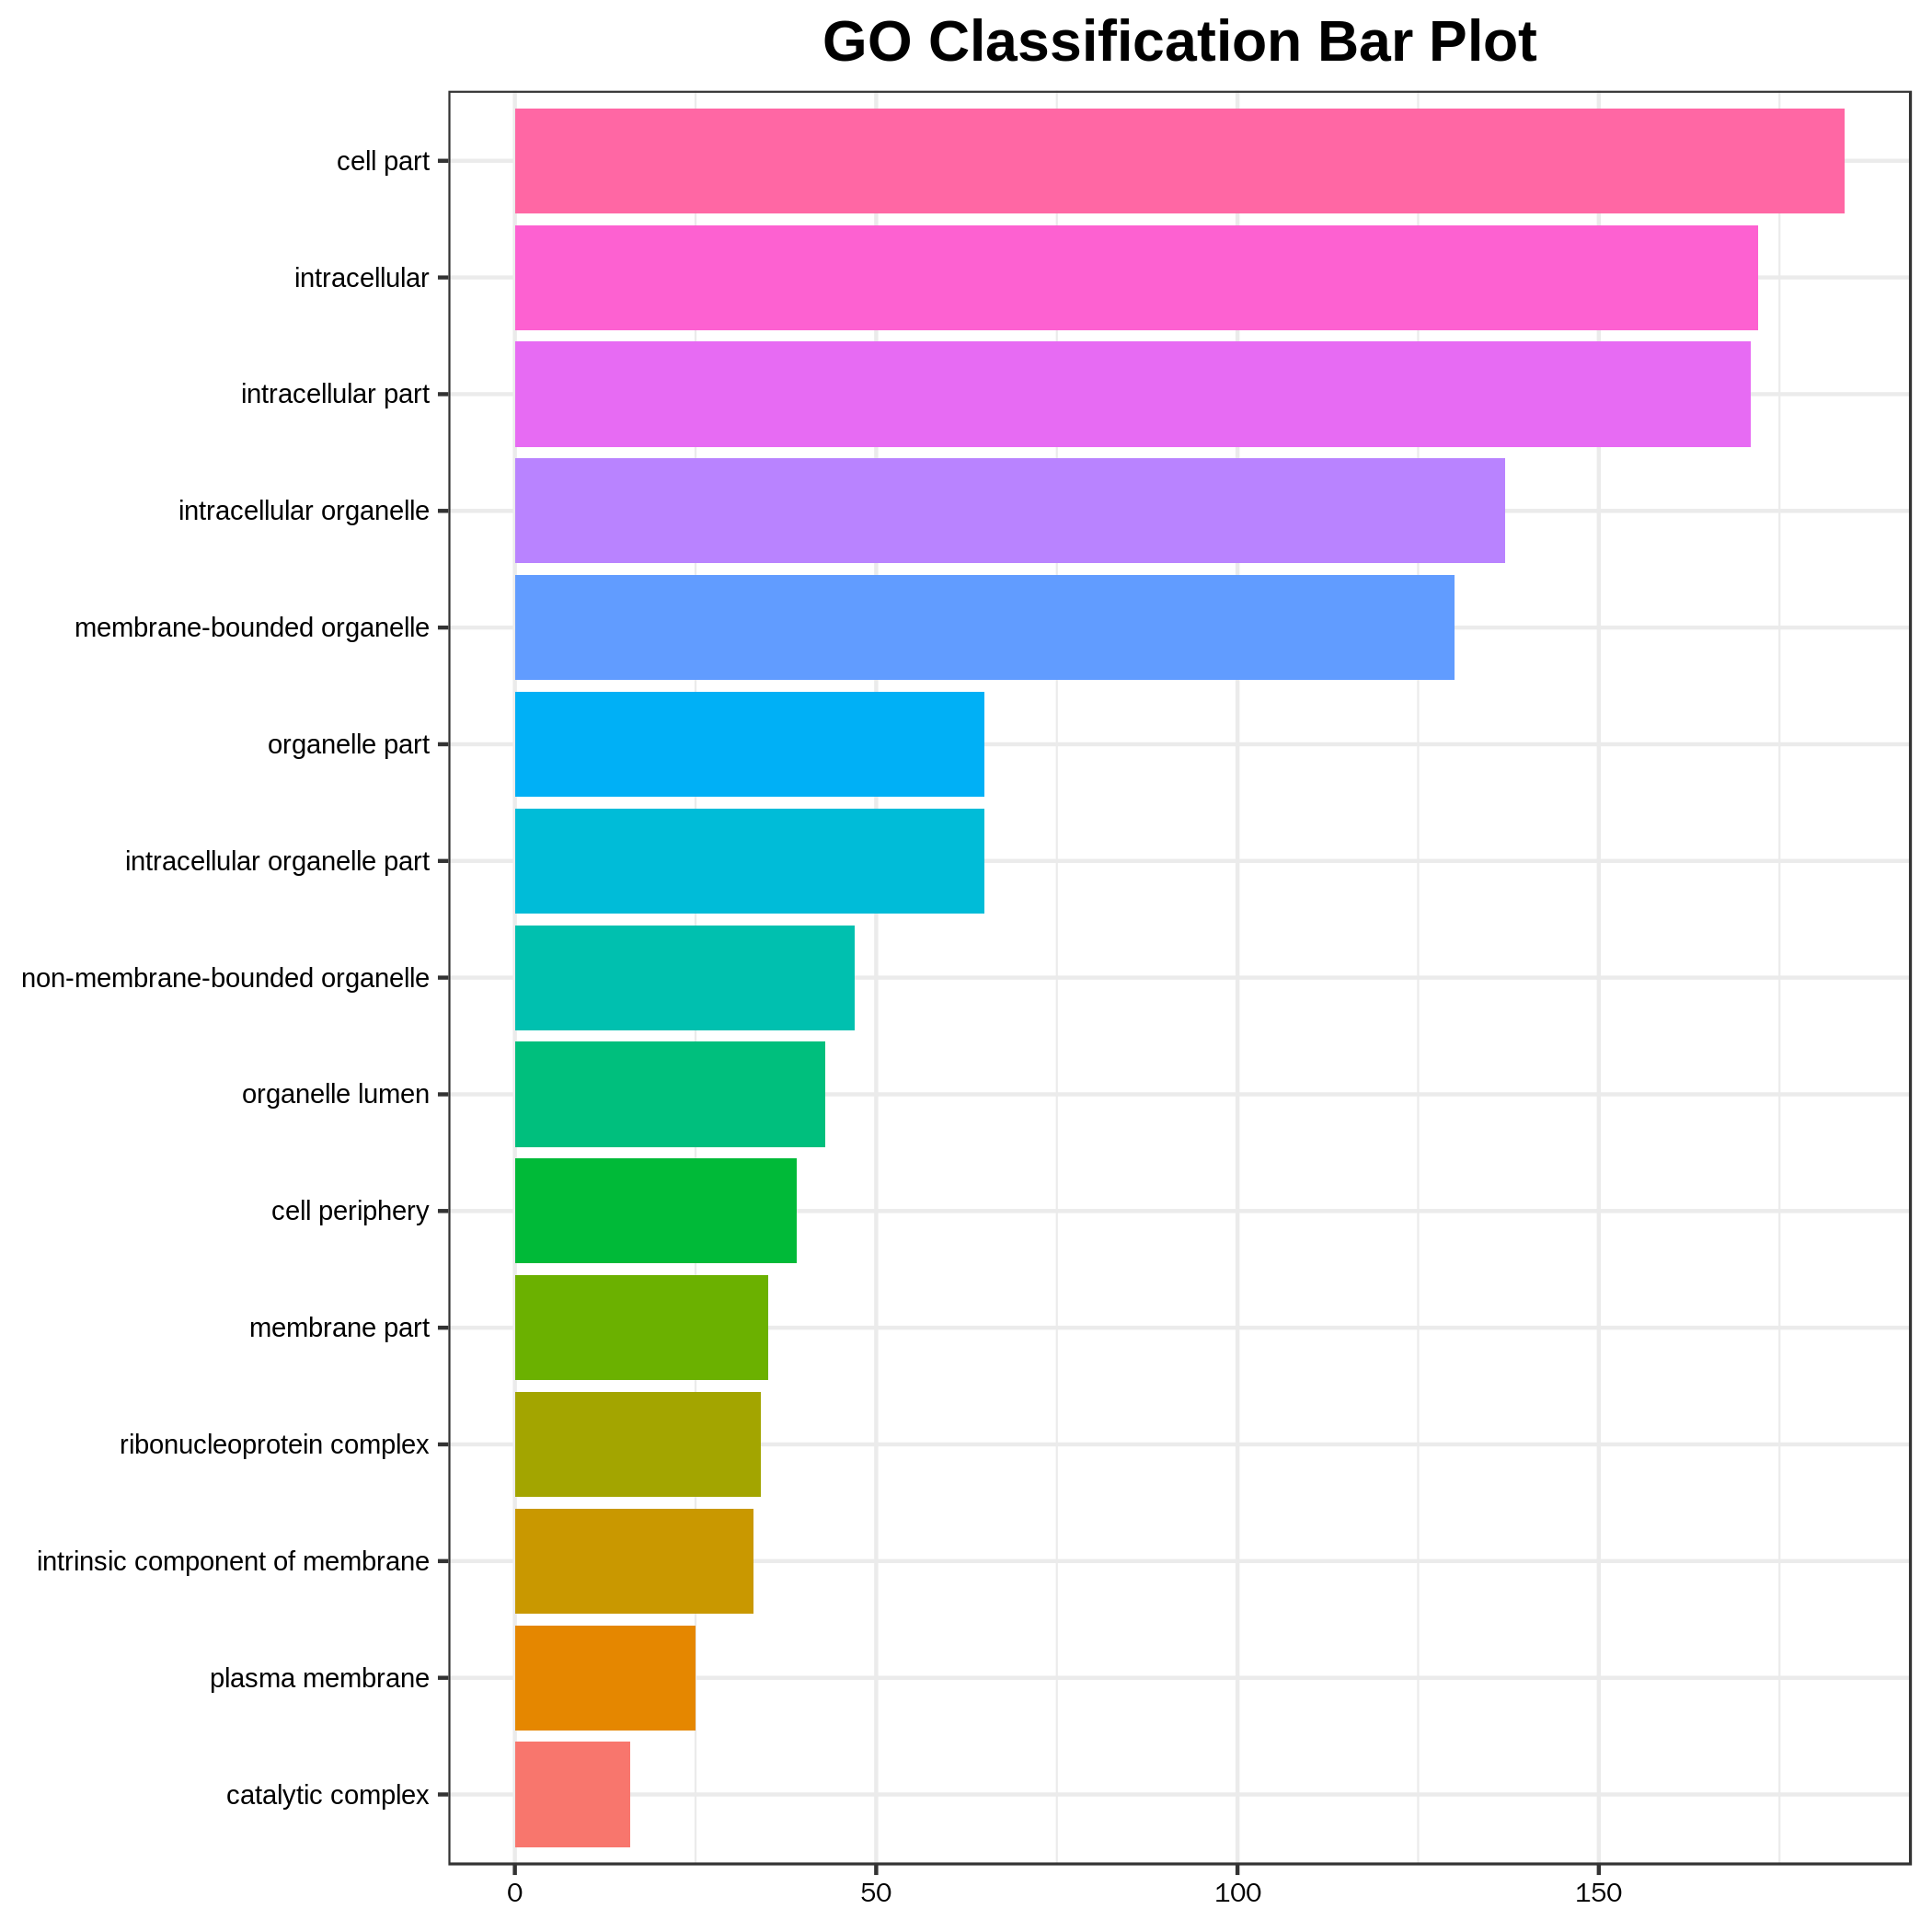 GO Classification Bar Plot
cell part
intracellular
intracellular part
intracellular organelle
membrane-bounded organelle
organelle part
intracellular organelle part
non-membrane-bounded organelle
organelle lumen
cell periphery
membrane part
ribonucleoprotein complex
intrinsic component of membrane
plasma membrane
catalytic complex
0 50 100 150